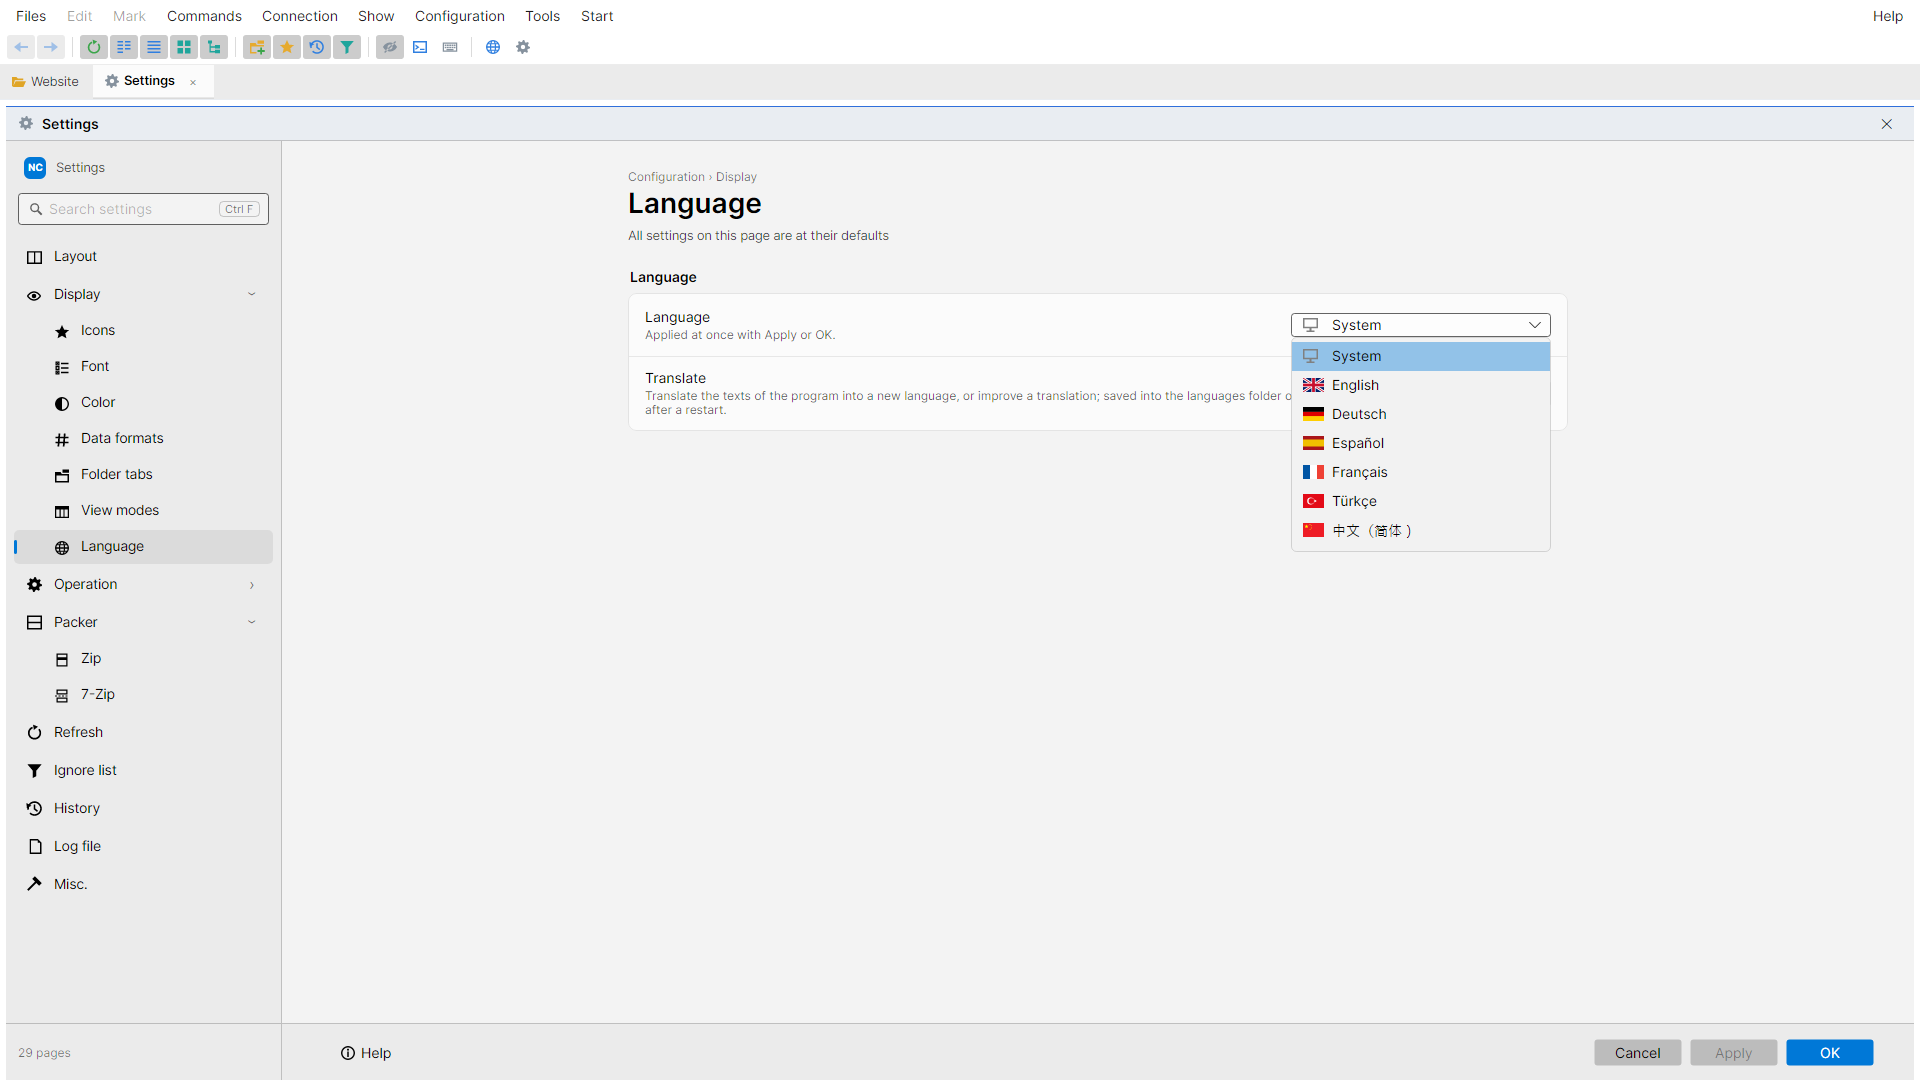 Files Edit Mark Commands Connection Show Configuration Tools Start Help
Website Settings ×
Settings
NC Settings
Search settings Ctrl F
Layout
Display
Icons
Font
Color
Data formats
Folder tabs
View modes
Language
Operation
Packer
Zip
7-Zip
Refresh
Ignore list
History
Log file
Misc.
29 pages
Configuration › Display
Language
All settings on this page are at their defaults
Language
Language
Applied at once with Apply or OK.
System
Translate
Translate the texts of the program into a new language, or improve a translation; saved into the languages folder
after a restart.
System
English
Deutsch
Español
Français
Türkçe
中文（简体）
Help
Cancel Apply OK